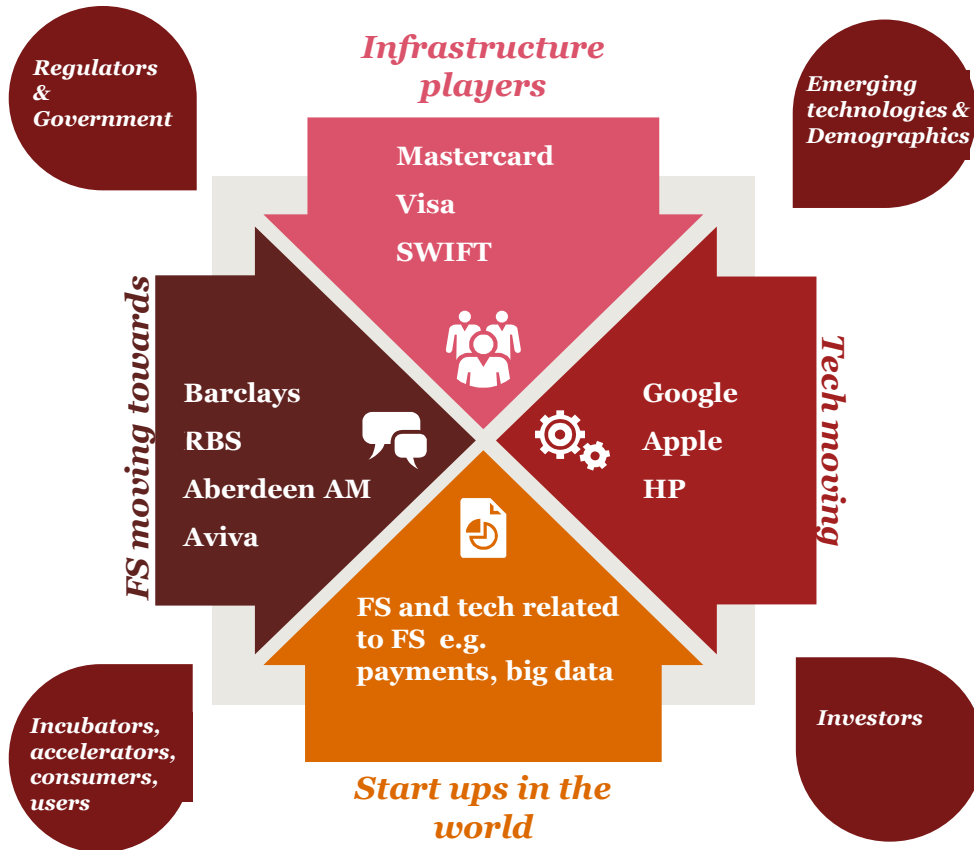 Regulators
&
Government
Infrastructure
players
Emerging
technologies &
Demographics
Mastercard
Visa
SWIFT
FS moving towards
Barclays
RBS
Aberdeen AM
Aviva
Google
Apple
HP
Tech moving
FS and tech related
to FS e.g.
payments, big data
Incubators,
accelerators,
consumers,
users
Start ups in the
world
Investors